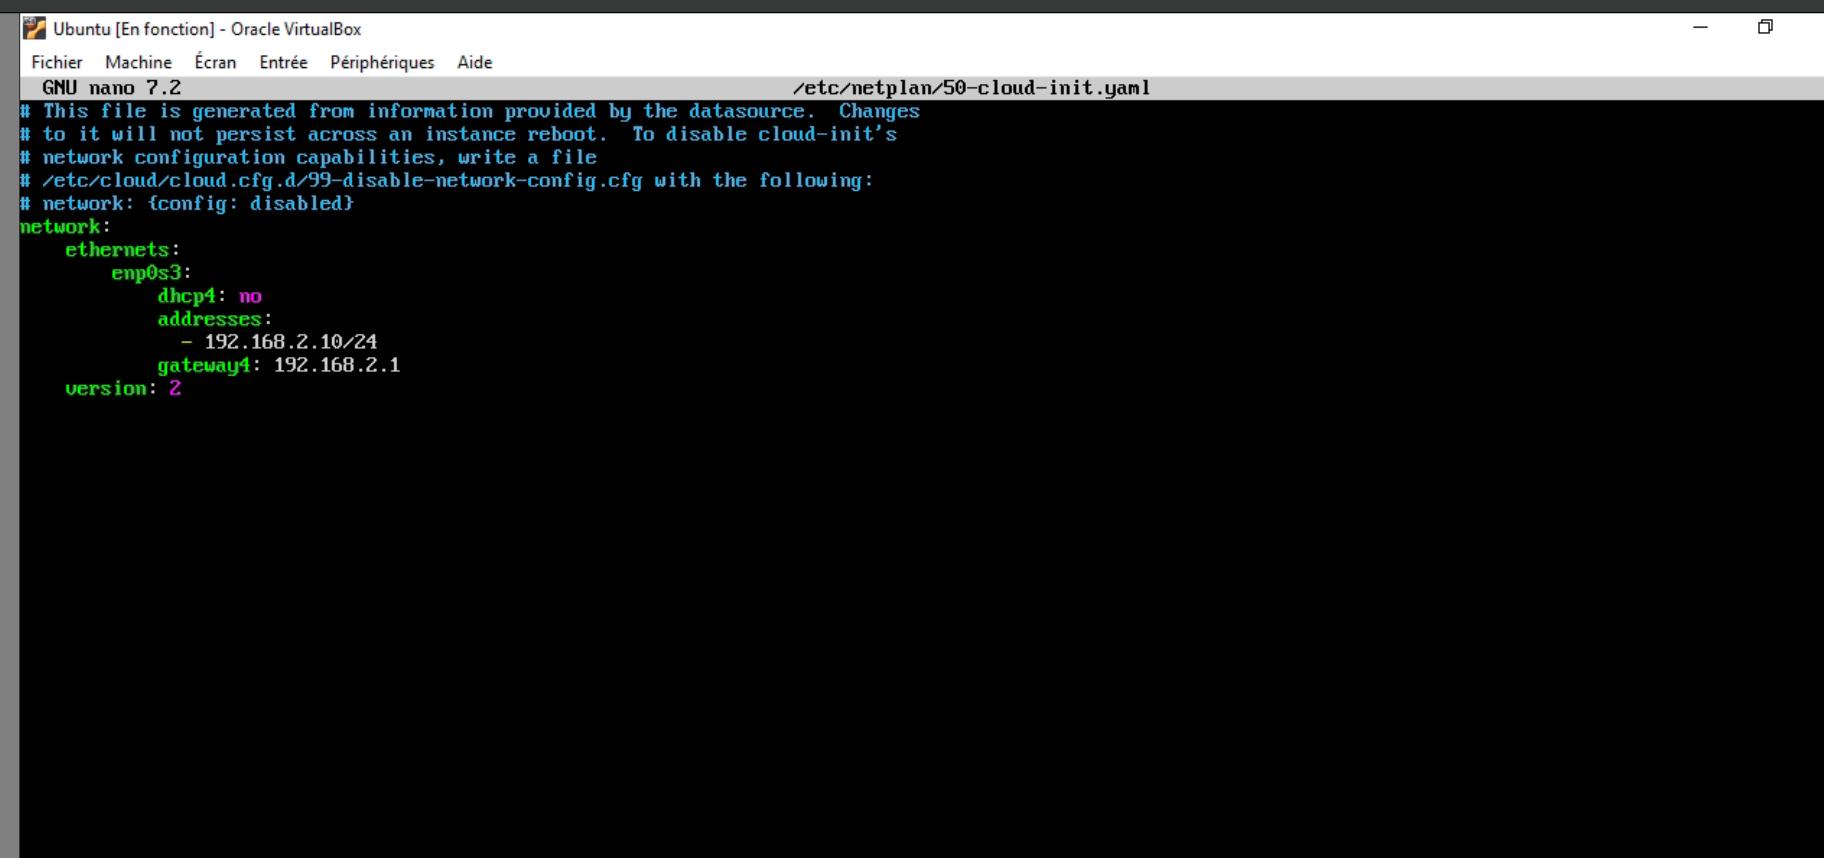 Ubuntu [En fonction] - Oracle VirtualBox
Fichier Machine Écran Entrée Périphériques Aide
GNU nano 7.2 /etc/netplan/50-cloud-init.yaml
# This file is generated from information provided by the datasource.  Changes
# to it will not persist across an instance reboot.  To disable cloud-init's
# network configuration capabilities, write a file
# /etc/cloud/cloud.cfg.d/99-disable-network-config.cfg with the following:
# network: {config: disabled}
network:
    ethernets:
        enp0s3:
            dhcp4: no
            addresses:
              - 192.168.2.10/24
            gateway4: 192.168.2.1
    version: 2